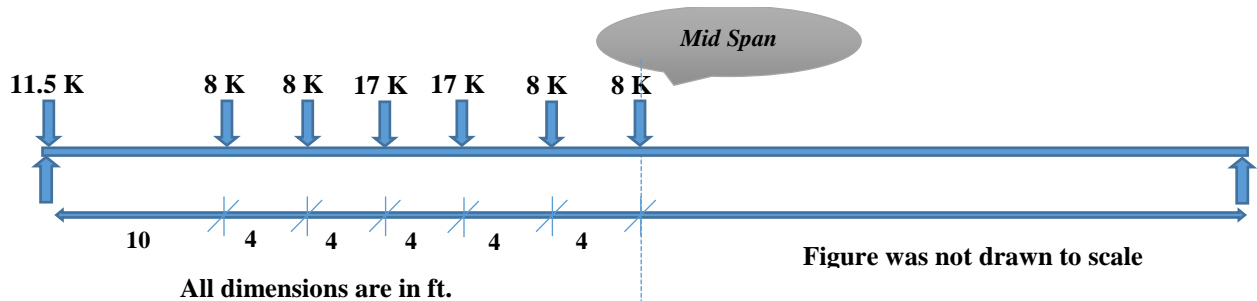 Mid Span
11.5 K 8 K 8 K 17 K 17 K 8 K 8 K
10 4 4 4 4 4
Figure was not drawn to scale
All dimensions are in ft.